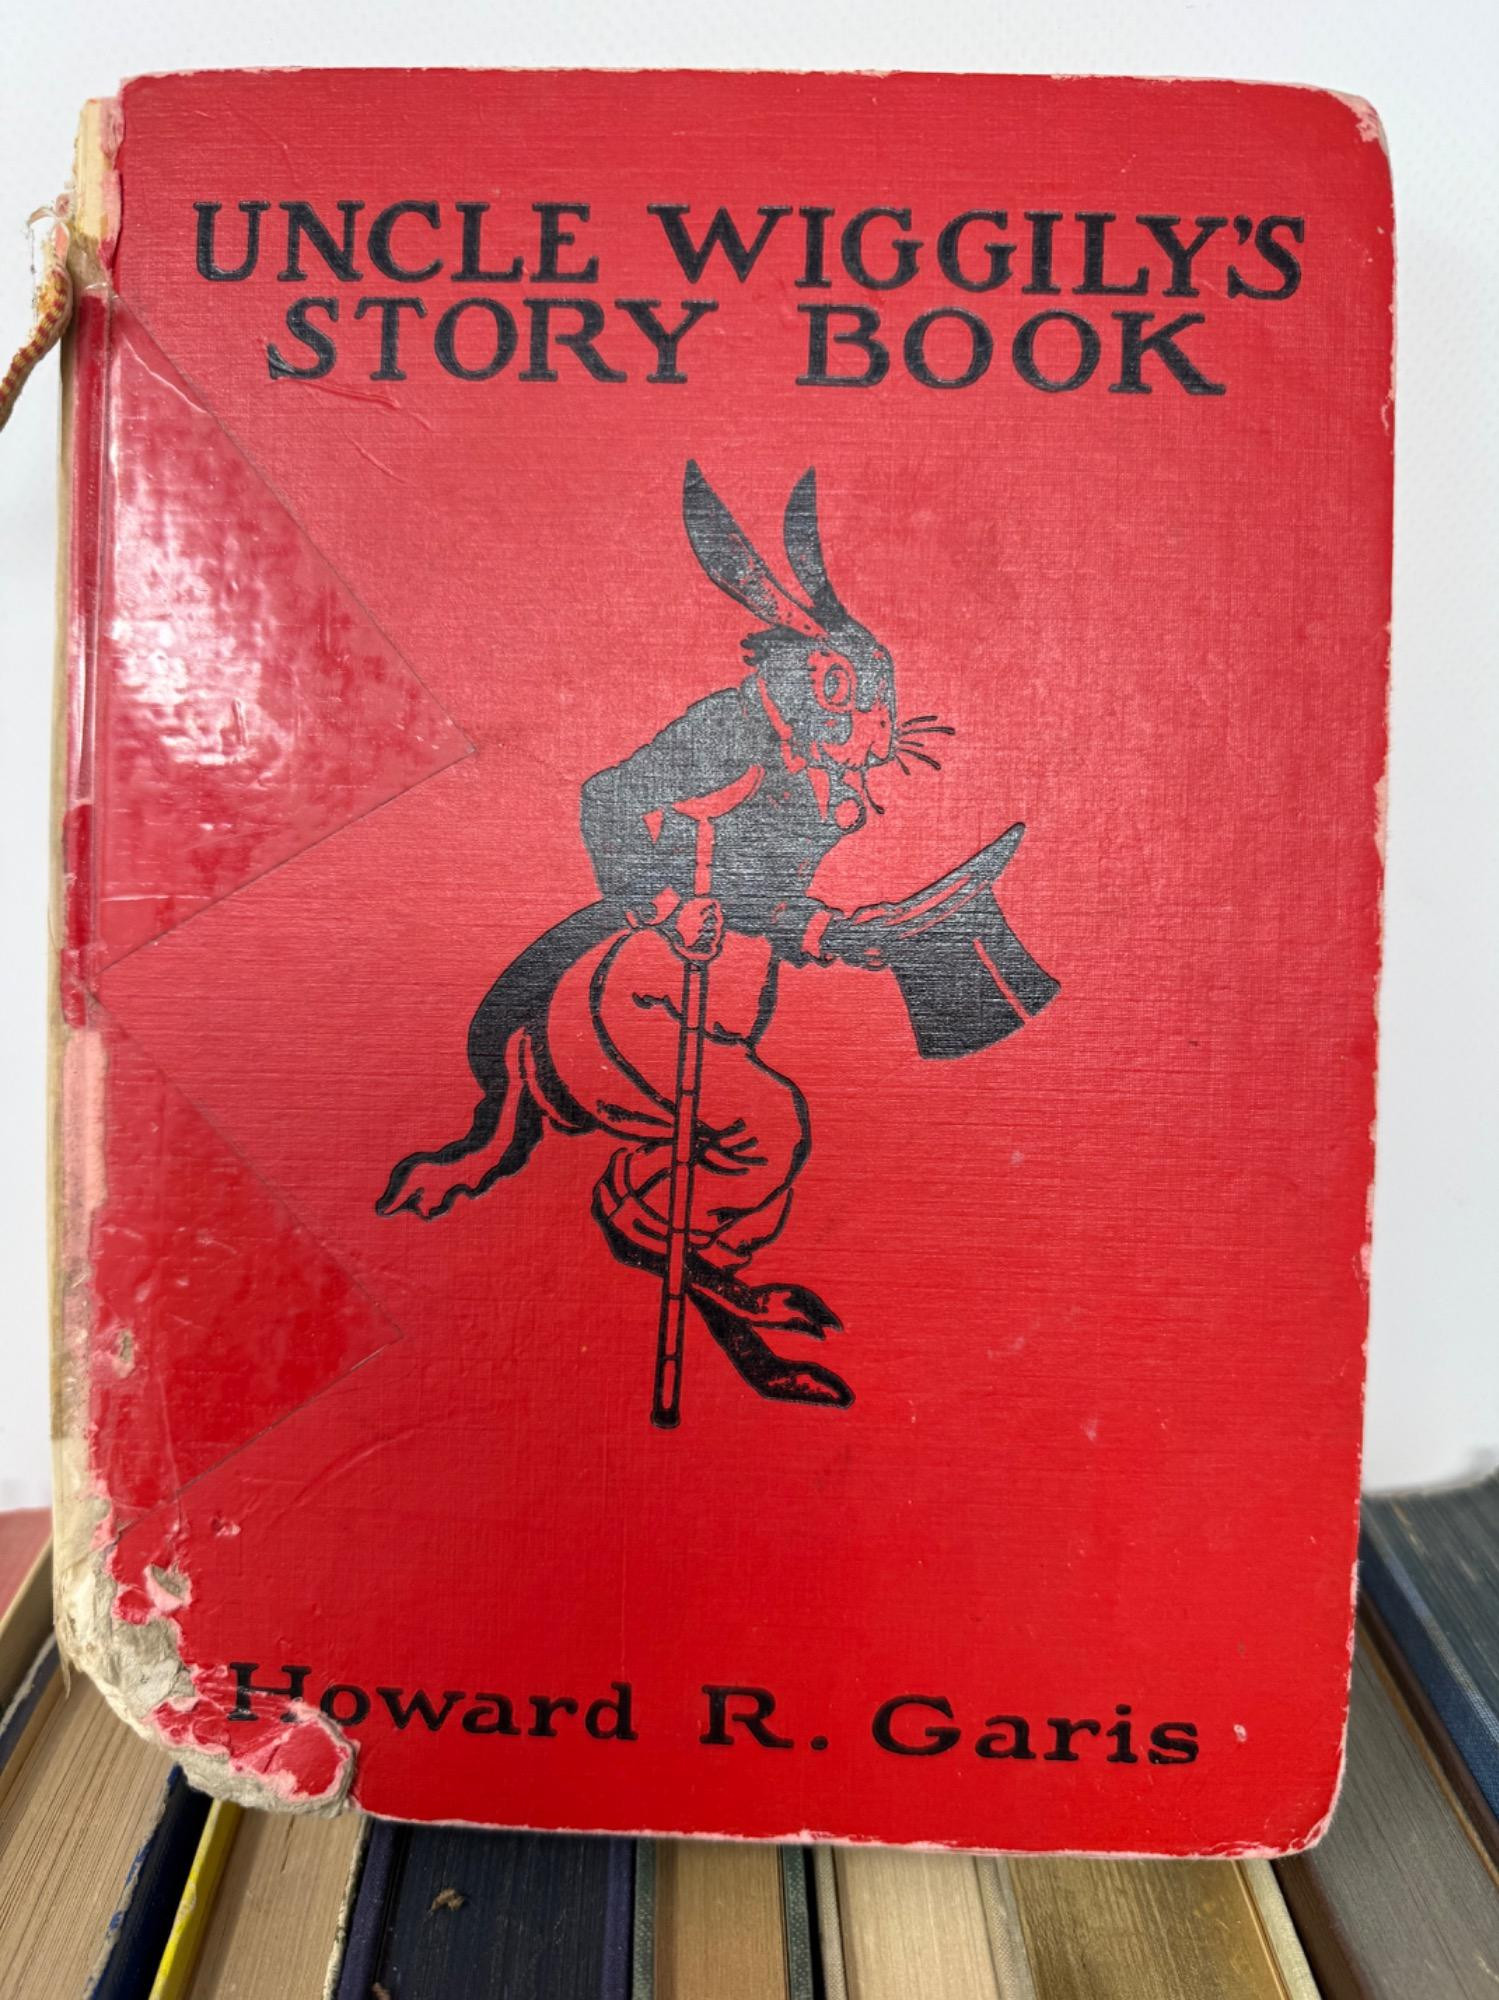 UNCLE WIGGILY'S
STORY BOOK
Howard R. Garis